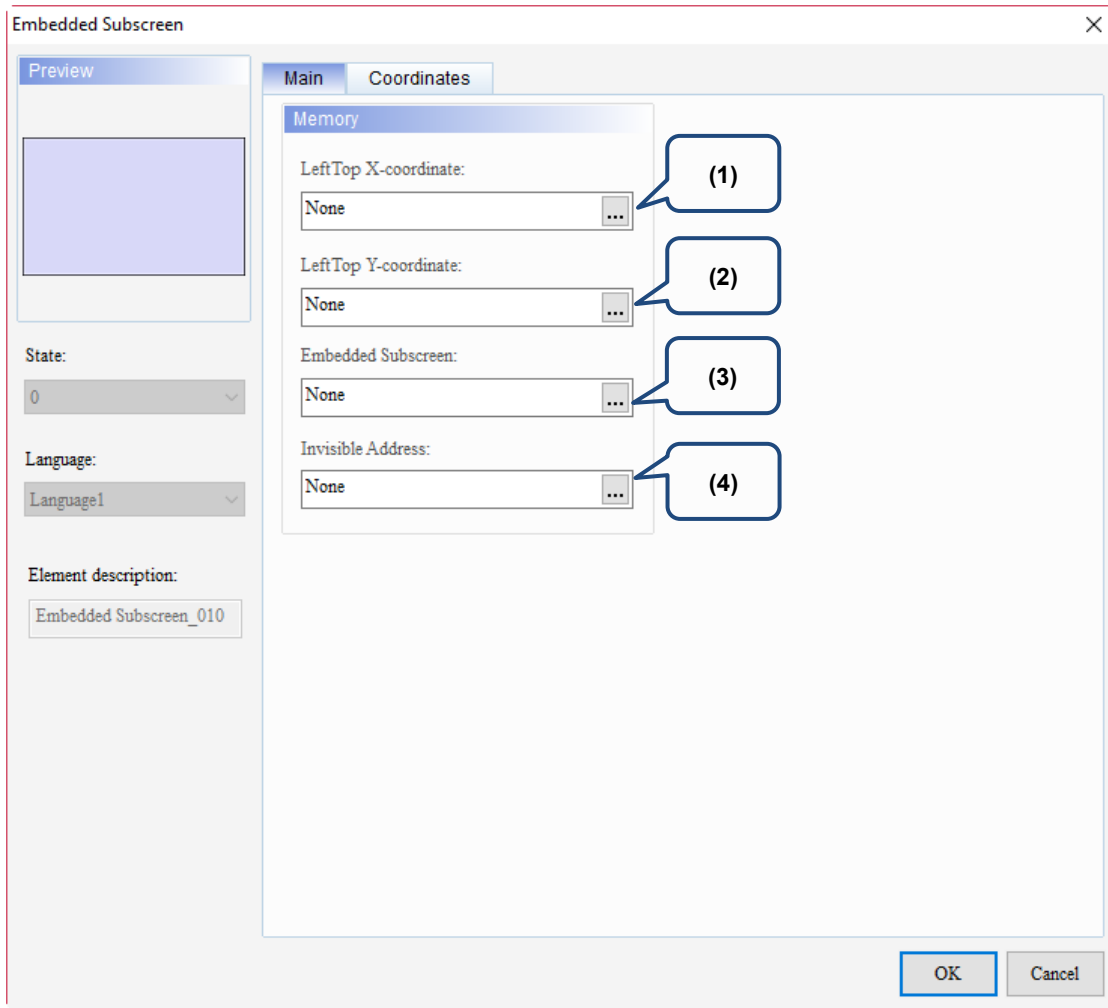 Embedded Subscreen
Preview
State:
0
Language:
Language1
Element description:
Embedded Subscreen_010
Main
Coordinates
Memory
LeftTop X-coordinate:
None
...
(1)
LeftTop Y-coordinate:
None
...
(2)
Embedded Subscreen:
None
...
(3)
Invisible Address:
None
...
(4)
OK
Cancel